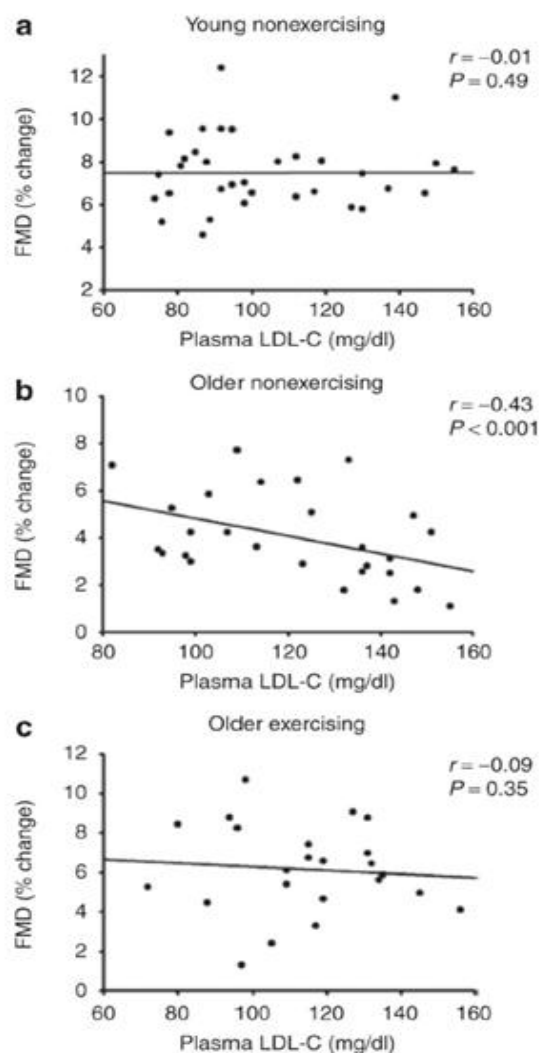 a
Young nonexercising
r = −0.01
P = 0.49
12
10
8
6
4
2
FMD (% change)
60 80 100 120 140 160
Plasma LDL-C (mg/dl)
b
Older nonexercising
r = −0.43
P < 0.001
10
8
6
4
2
0
FMD (% change)
80 100 120 140 160
Plasma LDL-C (mg/dl)
c
Older exercising
r = −0.09
P = 0.35
12
10
8
6
4
2
0
FMD (% change)
60 80 100 120 140 160
Plasma LDL-C (mg/dl)